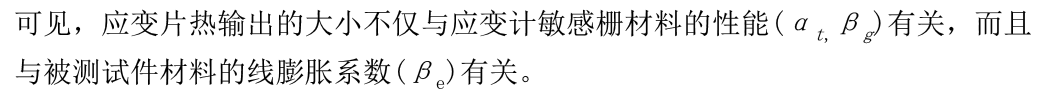 可见，应变片热输出的大小不仅与应变计敏感栅材料的性能(α t, β g)有关，而且
与被测试件材料的线膨胀系数(β e)有关。